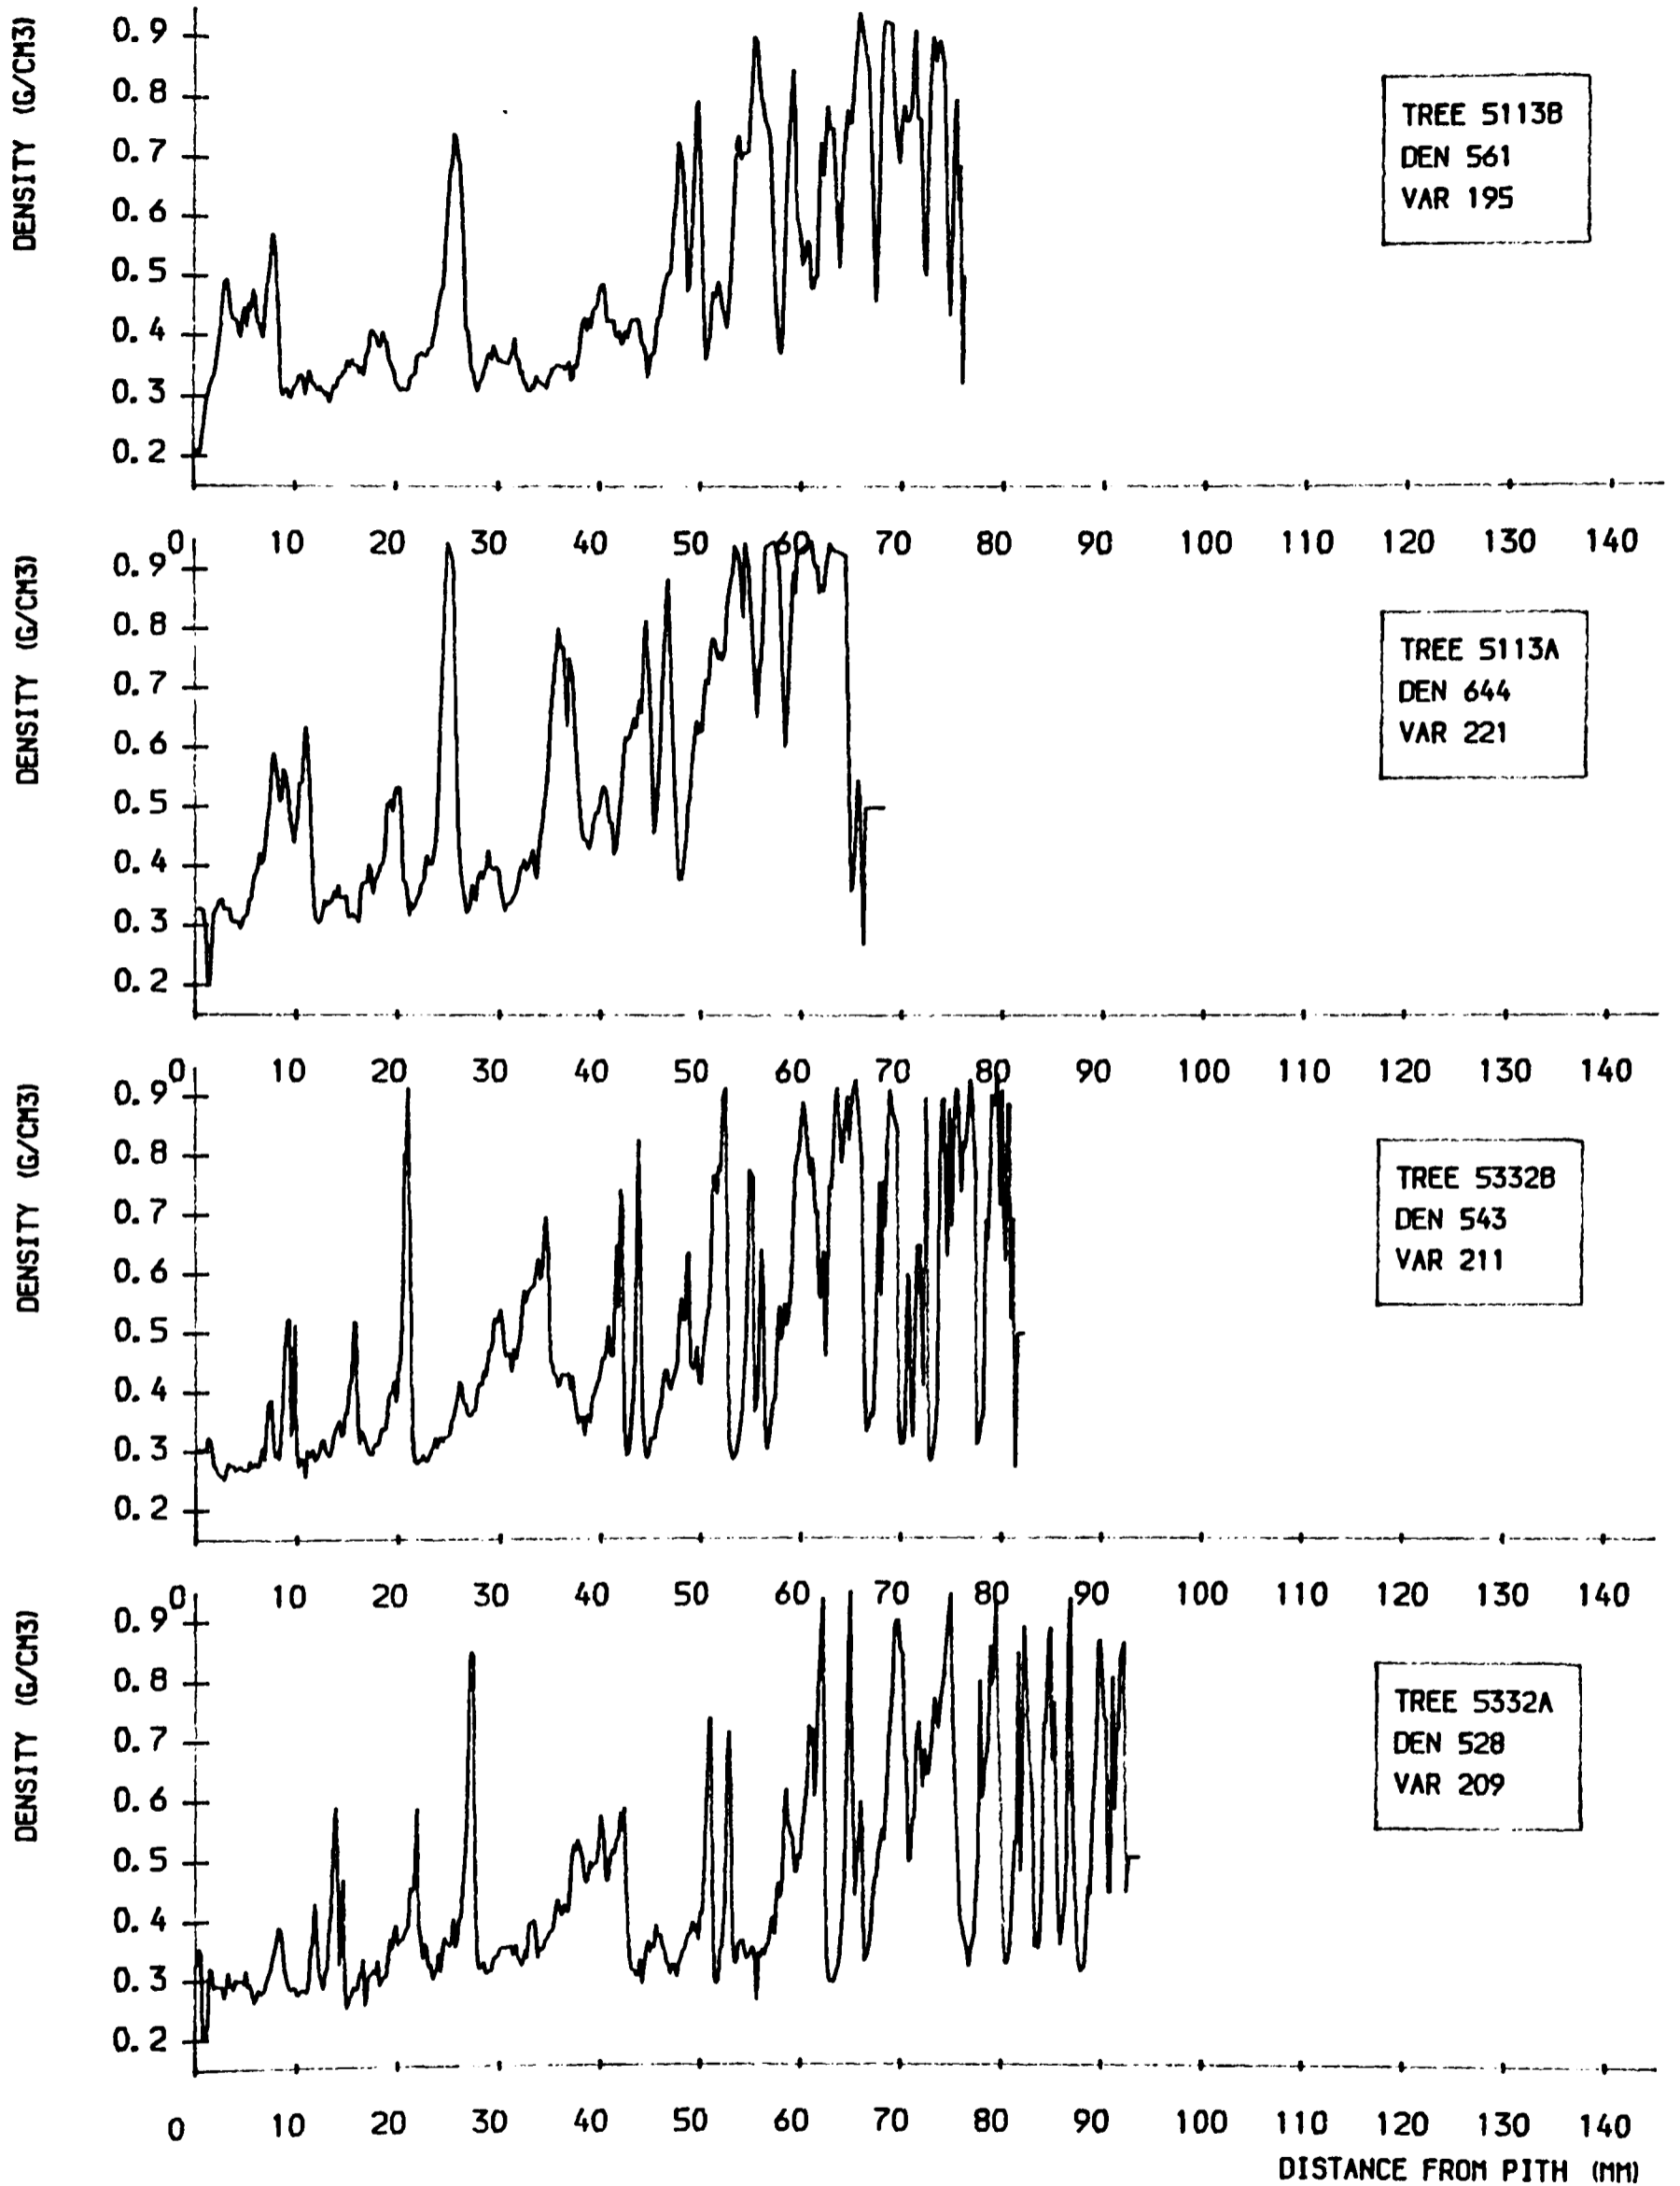 DENSITY (G/CM3)
0.9
0.8
0.7
0.6
0.5
0.4
0.3
0.2
TREE 5113B
DEN 561
VAR 195
0 10 20 30 40 50 60 70 80 90 100 110 120 130 140
DENSITY (G/CM3)
0.9
0.8
0.7
0.6
0.5
0.4
0.3
0.2
TREE 5113A
DEN 644
VAR 221
0 10 20 30 40 50 60 70 80 90 100 110 120 130 140
DENSITY (G/CM3)
0.9
0.8
0.7
0.6
0.5
0.4
0.3
0.2
TREE 5332B
DEN 543
VAR 211
0 10 20 30 40 50 60 70 80 90 100 110 120 130 140
DENSITY (G/CM3)
0.9
0.8
0.7
0.6
0.5
0.4
0.3
0.2
TREE 5332A
DEN 528
VAR 209
0 10 20 30 40 50 60 70 80 90 100 110 120 130 140
DISTANCE FROM PITH (MM)